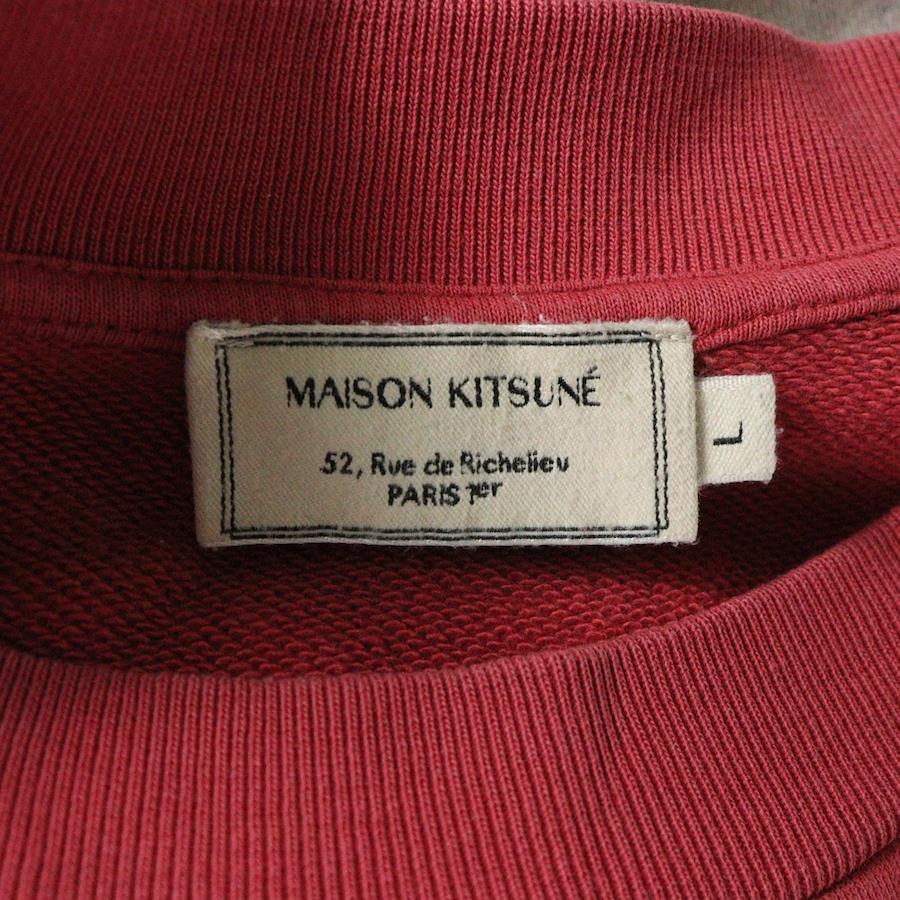 MAISON KITSUNÉ
52, Rue de Richelieu
PARIS 1er
L